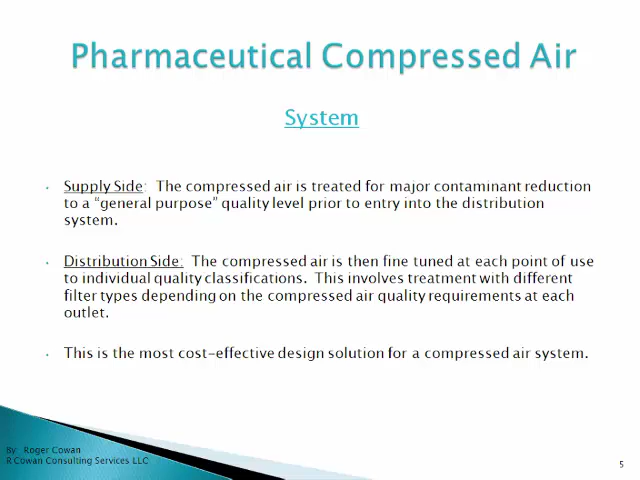 Pharmaceutical Compressed Air
System
• Supply Side: The compressed air is treated for major contaminant reduction
to a “general purpose” quality level prior to entry into the distribution
system.
• Distribution Side: The compressed air is then fine tuned at each point of use
to individual quality classifications. This involves treatment with different
filter types depending on the compressed air quality requirements at each
outlet.
• This is the most cost-effective design solution for a compressed air system.
By: Roger Cowan
R Cowan Consulting Services LLC
5